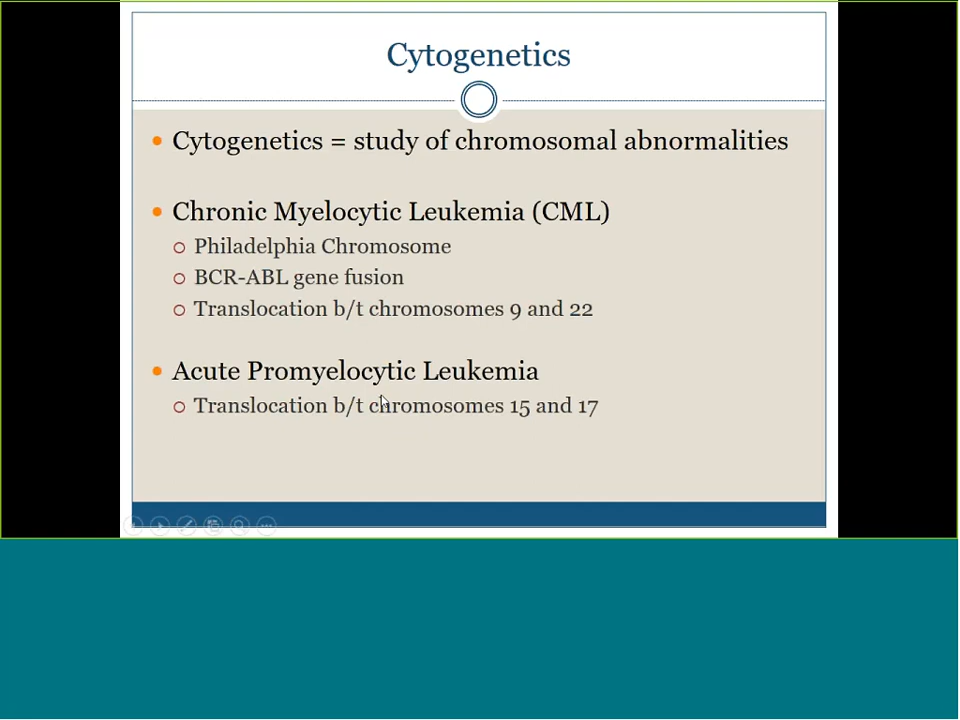 Cytogenetics
Cytogenetics = study of chromosomal abnormalities
Chronic Myelocytic Leukemia (CML)
Philadelphia Chromosome
BCR-ABL gene fusion
Translocation b/t chromosomes 9 and 22
Acute Promyelocytic Leukemia
Translocation b/t chromosomes 15 and 17